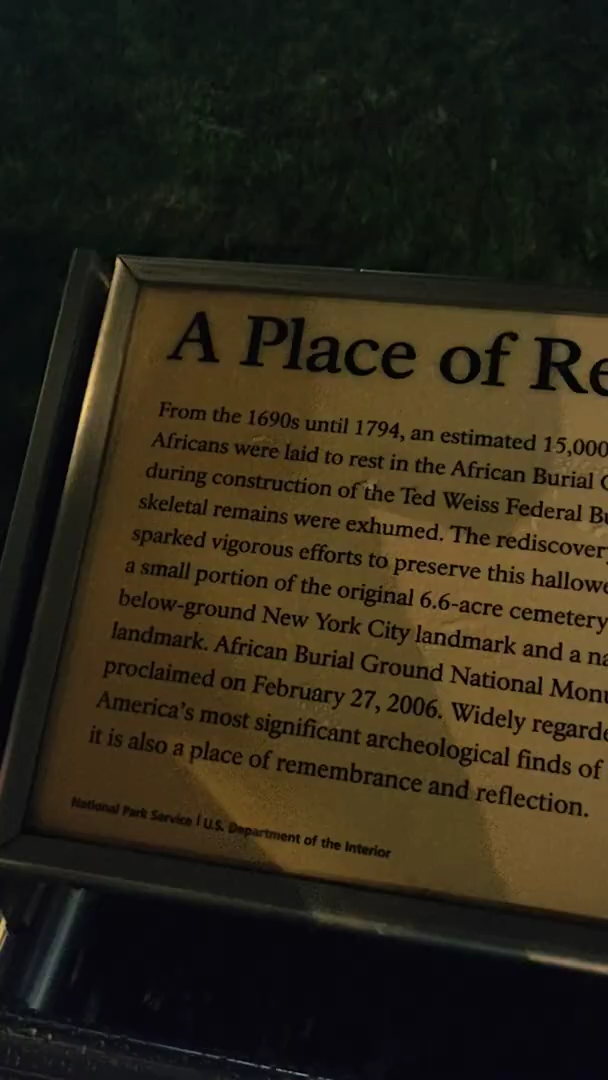 A Place of Re
From the 1690s until 1794, an estimated 15,000
Africans were laid to rest in the African Burial
during construction of the Ted Weiss Federal
skeletal remains were exhumed. The rediscover
sparked vigorous efforts to preserve this hallowe
a small portion of the original 6.6-acre cemetery
below-ground New York City landmark and a na
landmark. African Burial Ground National Monu
proclaimed on February 27, 2006. Widely regarde
America's most significant archeological finds of
it is also a place of remembrance and reflection.
National Park Service | U.S. Department of the Interior